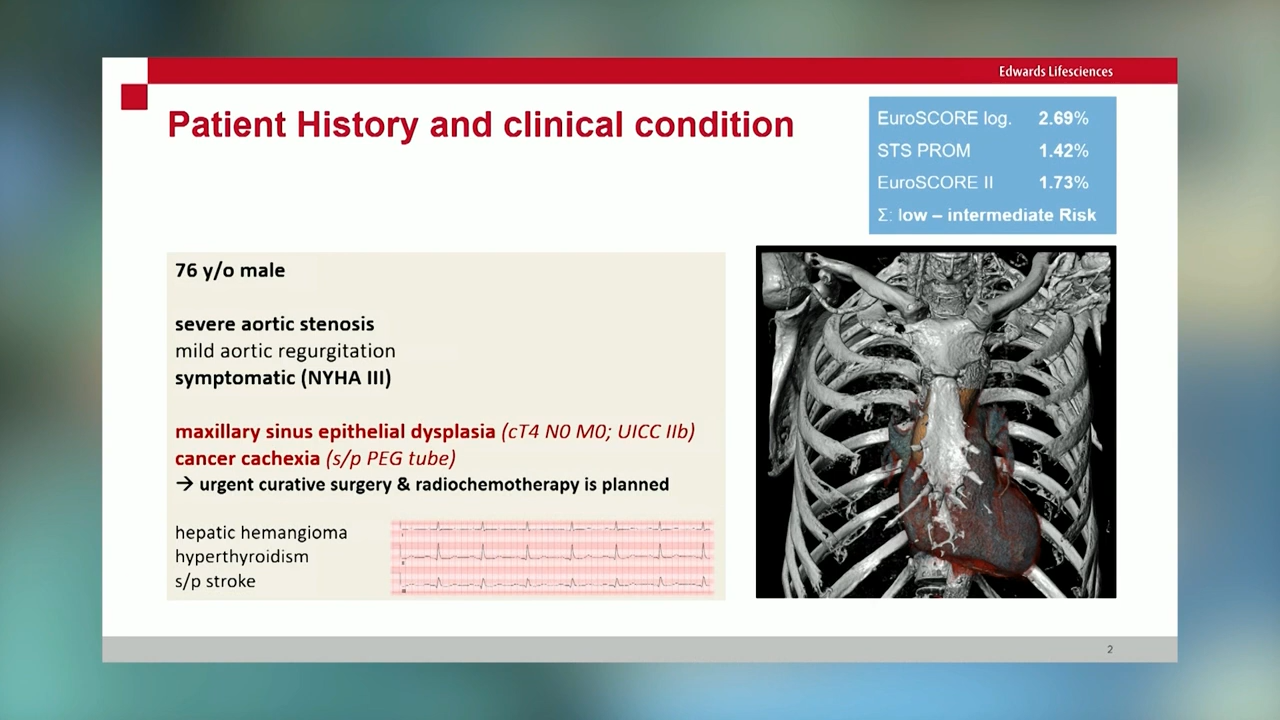 Edwards Lifesciences
Patient History and clinical condition
EuroSCORE log. 2.69%
STS PROM 1.42%
EuroSCORE II 1.73%
Σ: low – intermediate Risk
76 y/o male
severe aortic stenosis
mild aortic regurgitation
symptomatic (NYHA III)
maxillary sinus epithelial dysplasia (cT4 N0 M0; UICC IIb)
cancer cachexia (s/p PEG tube)
→ urgent curative surgery & radiochemotherapy is planned
hepatic hemangioma
hyperthyroidism
s/p stroke
I
II
III
2